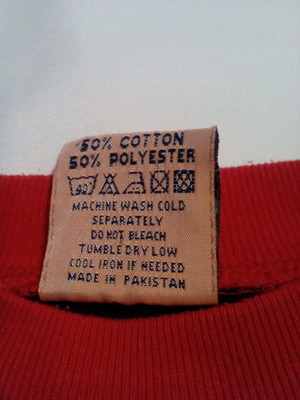 50% COTTON
50% POLYESTER
MACHINE WASH COLD
SEPARATELY
DO NOT BLEACH
TUMBLE DRY LOW
COOL IRON IF NEEDED
MADE IN PAKISTAN